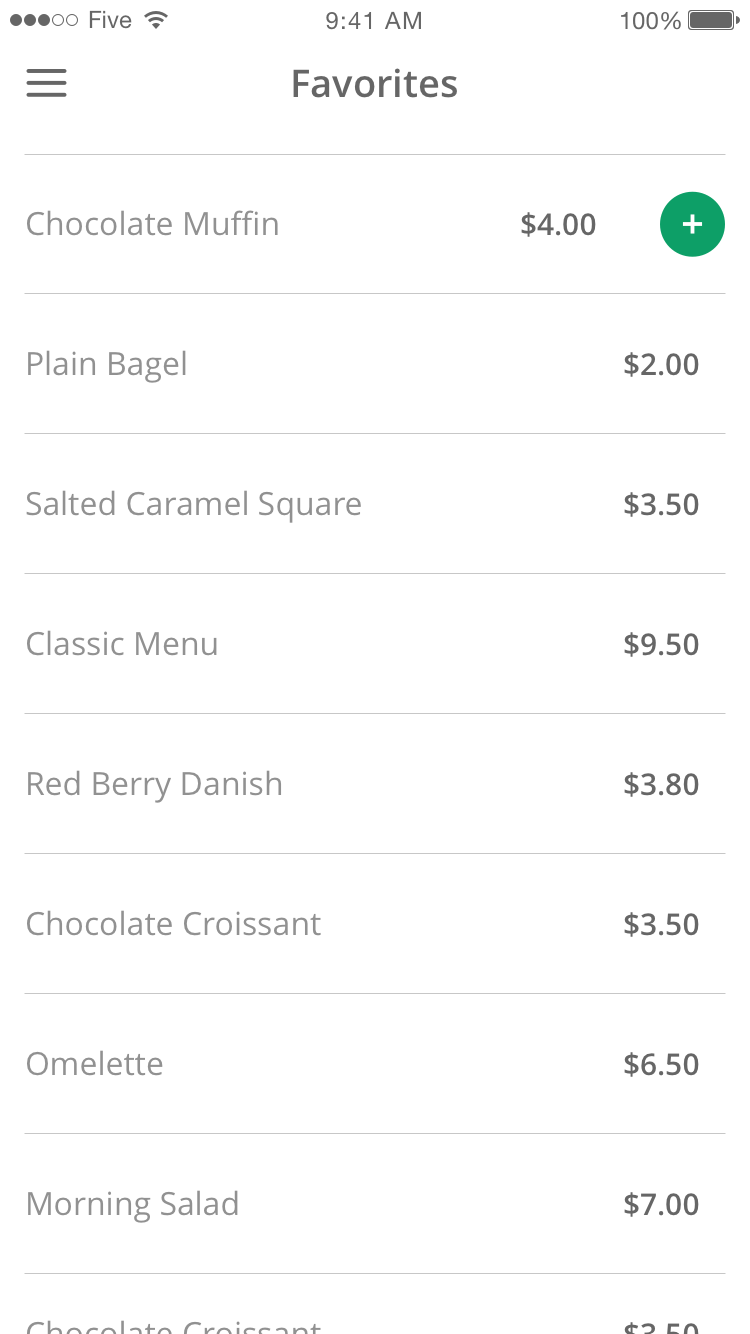 Five 9:41 AM 100%
Favorites
Chocolate Muffin $4.00 +
Plain Bagel $2.00
Salted Caramel Square $3.50
Classic Menu $9.50
Red Berry Danish $3.80
Chocolate Croissant $3.50
Omelette $6.50
Morning Salad $7.00
Chocolate Croissant $3.50